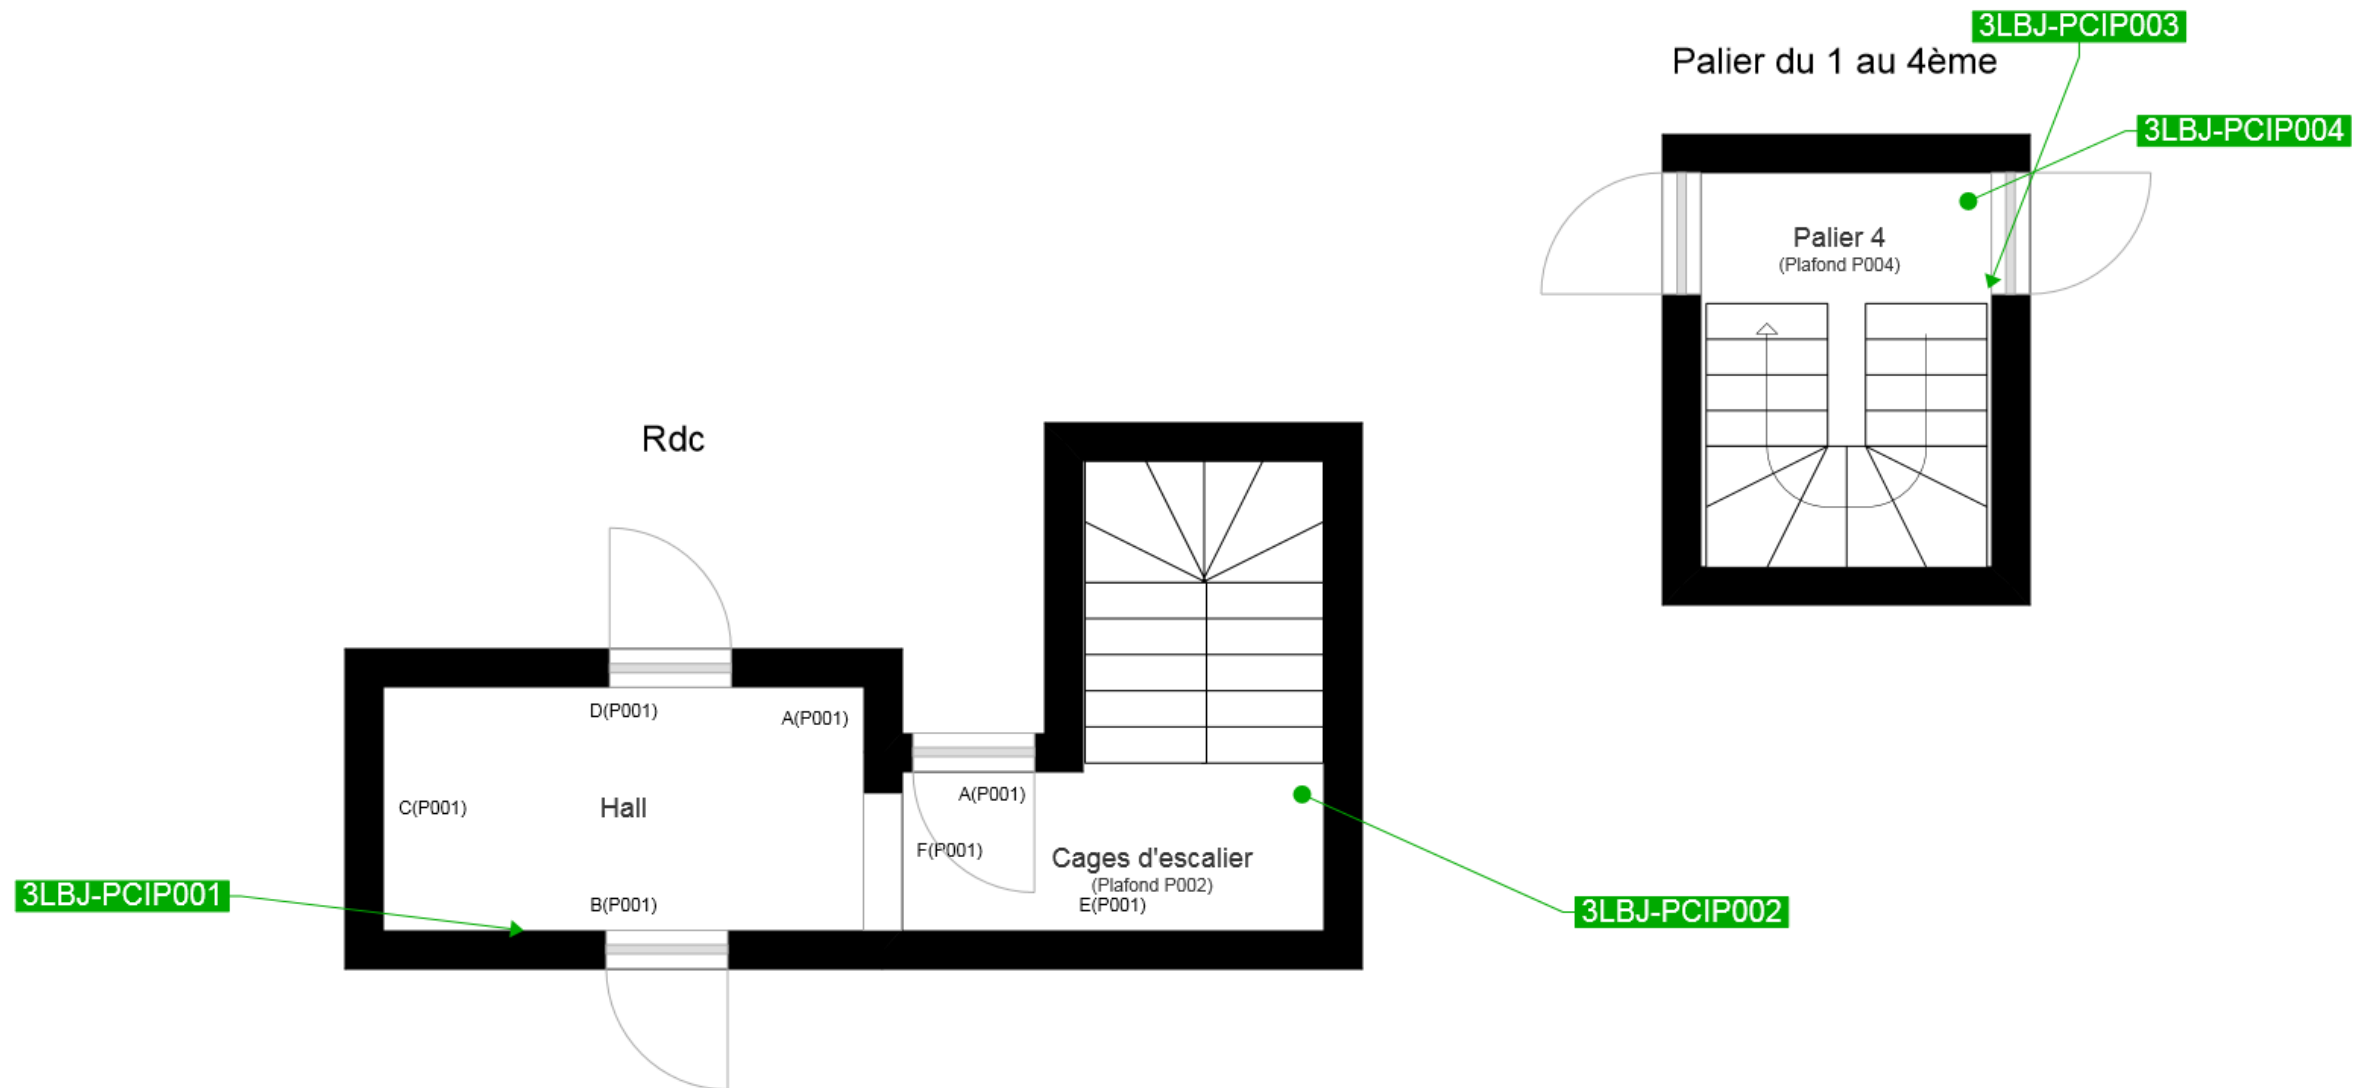 3LBJ-PCIP003
Palier du 1 au 4ème
3LBJ-PCIP004
Palier 4
(Plafond P004)
Rdc
D(P001)
A(P001)
C(P001)
Hall
A(P001)
F(P001)
Cages d'escalier
(Plafond P002)
3LBJ-PCIP001
B(P001)
E(P001)
3LBJ-PCIP002